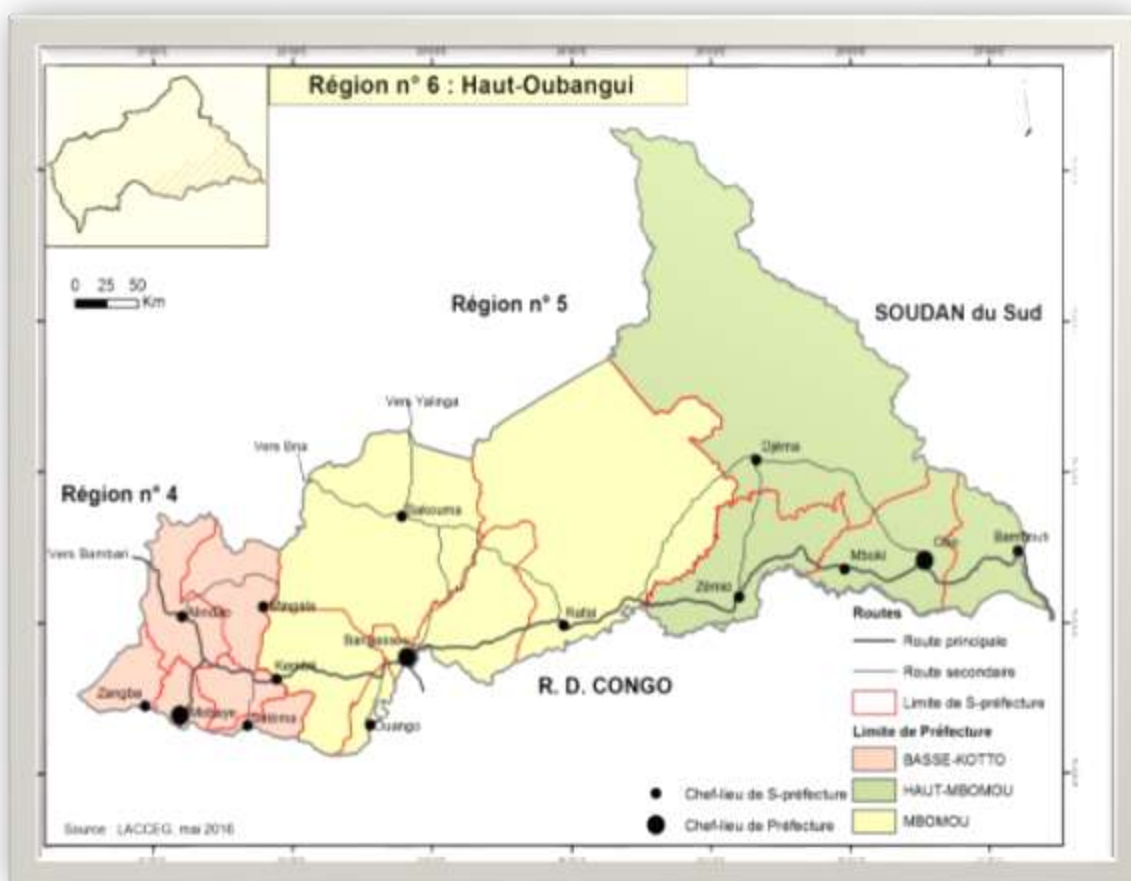 Région n° 6 : Haut-Oubangui
0 25 50
Km
Région n° 5
SOUDAN du Sud
Vers Yalinga
Vers Bria
Djéma
Région n° 4
Bakouma
Vers Bambari
Bambouti
Obo
Mboki
Zémio
Mingala
Alindao
Rafaï
Bangassou
Kembé
R. D. CONGO
Zangba
Mobaye
Satéma
Ouango
Routes
Route principale
Route secondaire
Limite de S-préfecture
Limite de Préfecture
BASSE-KOTTO
HAUT-MBOMOU
MBOMOU
Chef-lieu de S-préfecture
Chef-lieu de Préfecture
Source : LACCEG, mai 2016